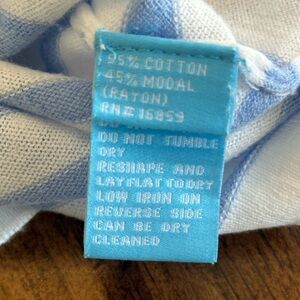 95% COTTON
45% MODAL
(RAYON)
RN# 16859
DO NOT TUMBLE
DRY
RESHAPE AND
LAY FLAT TO DRY
LOW IRON ON
REVERSE SIDE
CAN BE DRY
CLEANED